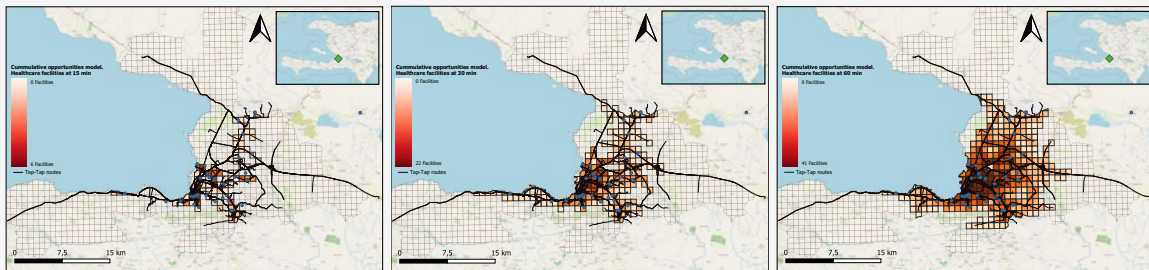 Cummulative opportunities model.
Healthcare facilities at 15 min
0 Facilities
6 Facilities
Tap-Tap routes
0 7,5 15 km
Cummulative opportunities model.
Healthcare facilities at 30 min
0 Facilities
22 Facilities
Tap-Tap routes
0 7,5 15 km
Cummulative opportunities model.
Healthcare facilities at 60 min
0 Facilities
41 Facilities
Tap-Tap routes
0 7,5 15 km